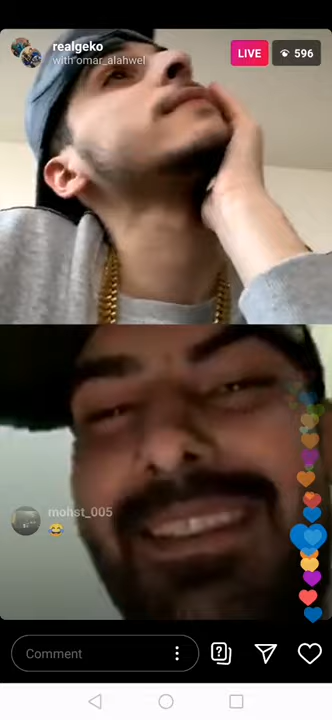 realgeko
with omar_alahwel
LIVE
596
mohst_005
😂
Comment